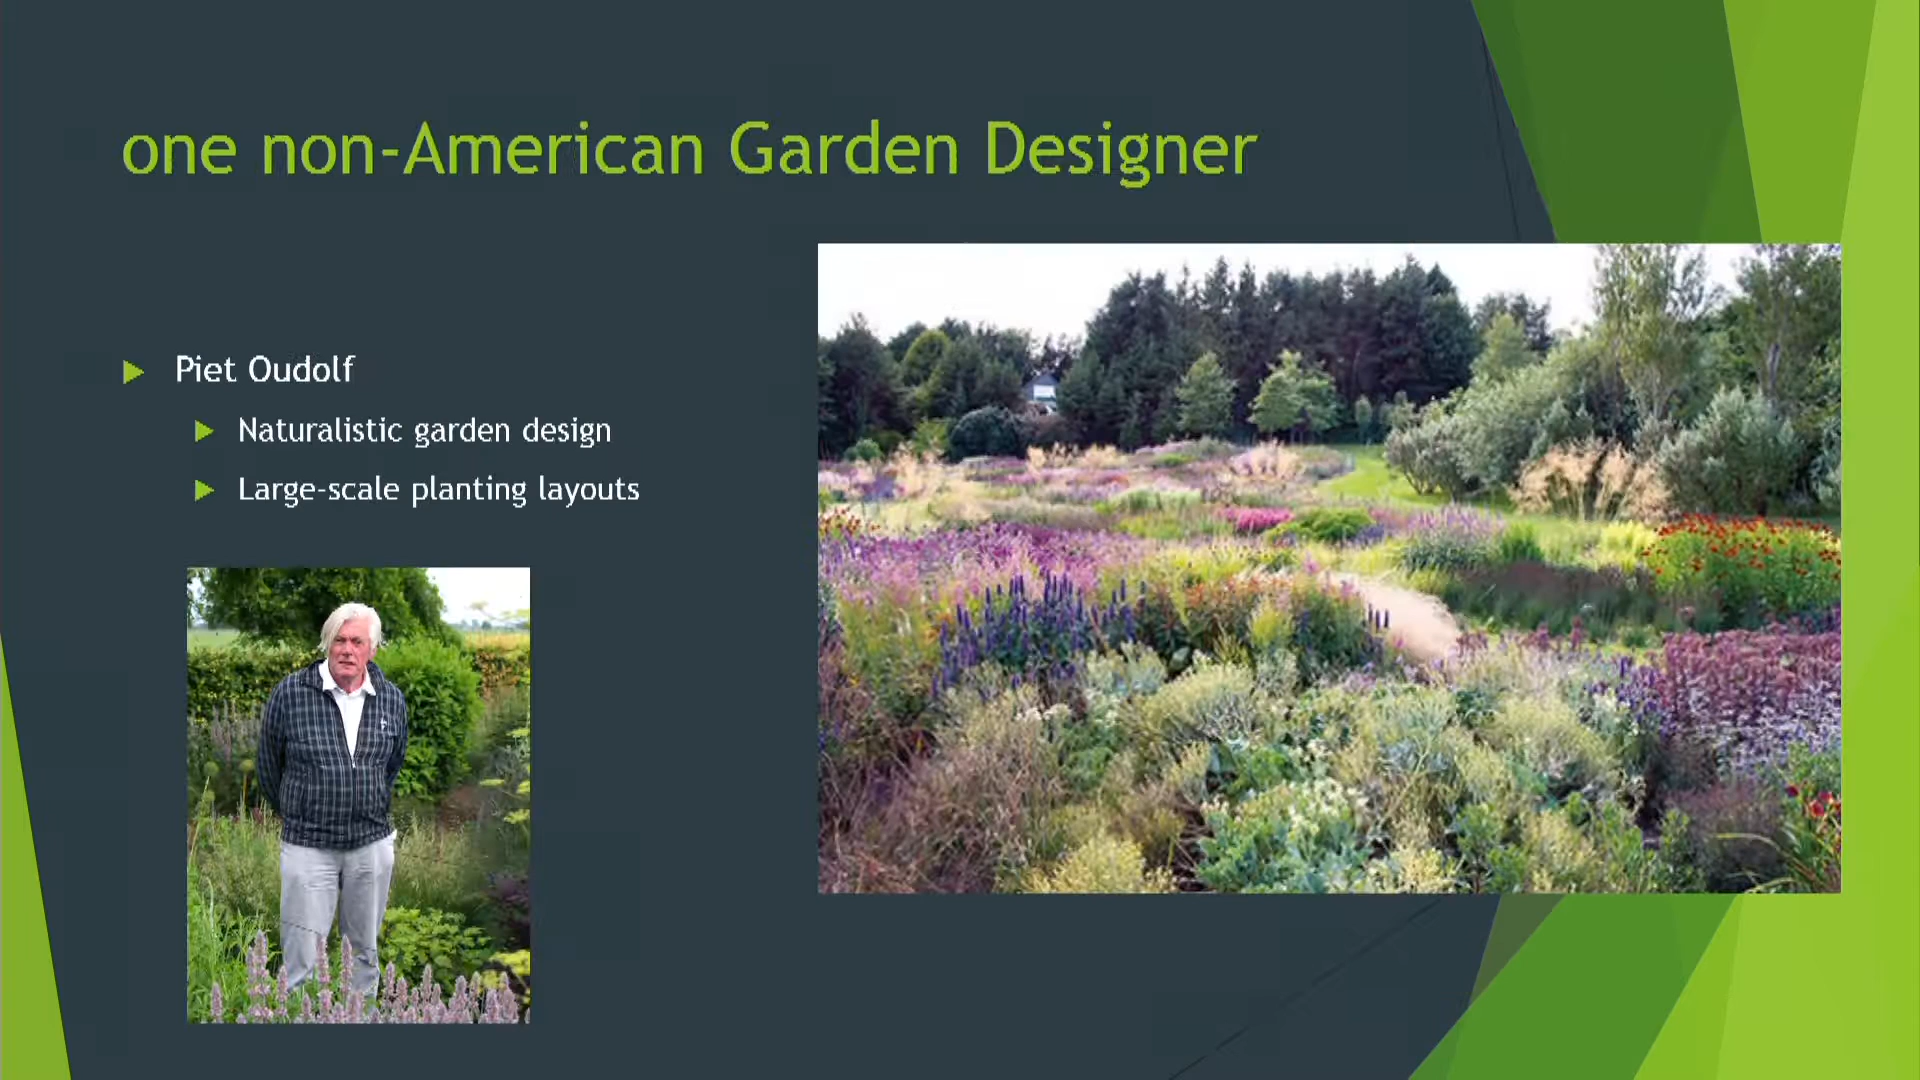 one non-American Garden Designer
Piet Oudolf
Naturalistic garden design
Large-scale planting layouts